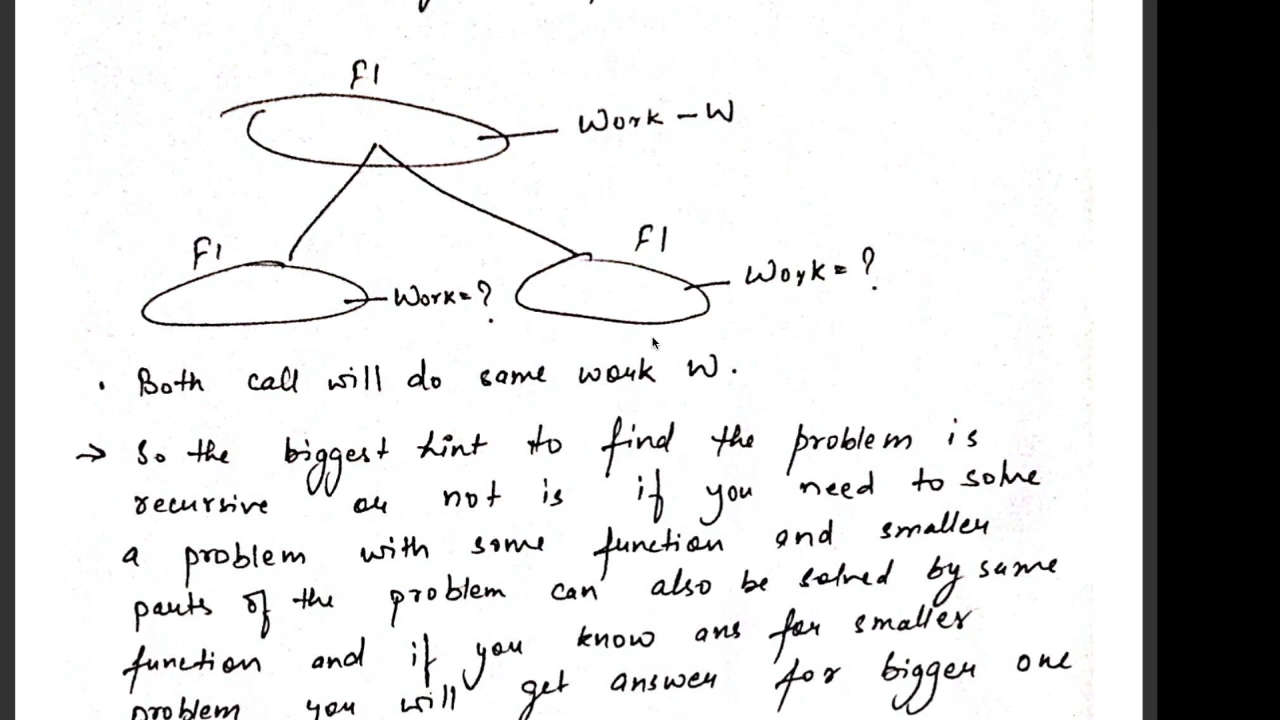 F1
Work - W
F1
F1
Work = ?
Work = ?
• Both call will do same work W.
→ So the biggest hint to find the problem is
recursive or not is if you need to solve
a problem with some function and smaller
parts of the problem can also be solved by same
function and if you know ans for smaller
problem you will get answer for bigger one